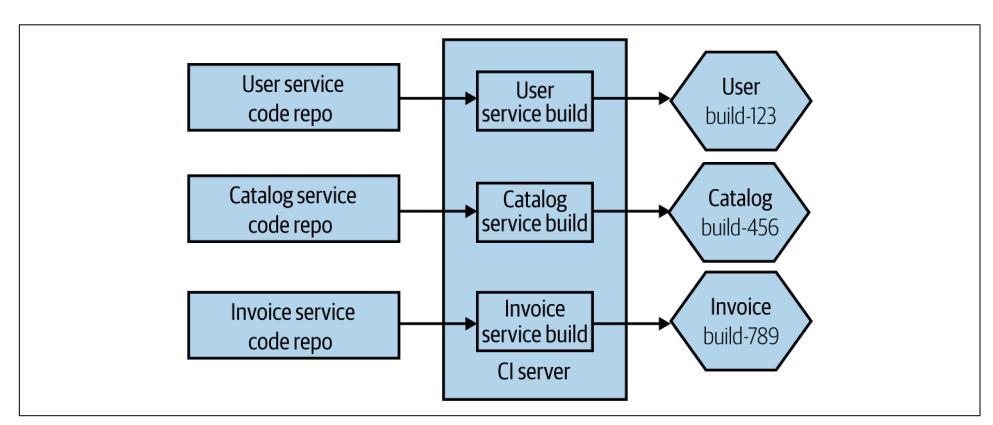 User service
code repo
User
service build
User
build-123
Catalog service
code repo
Catalog
service build
Catalog
build-456
Invoice service
code repo
Invoice
service build
Invoice
build-789
CI server